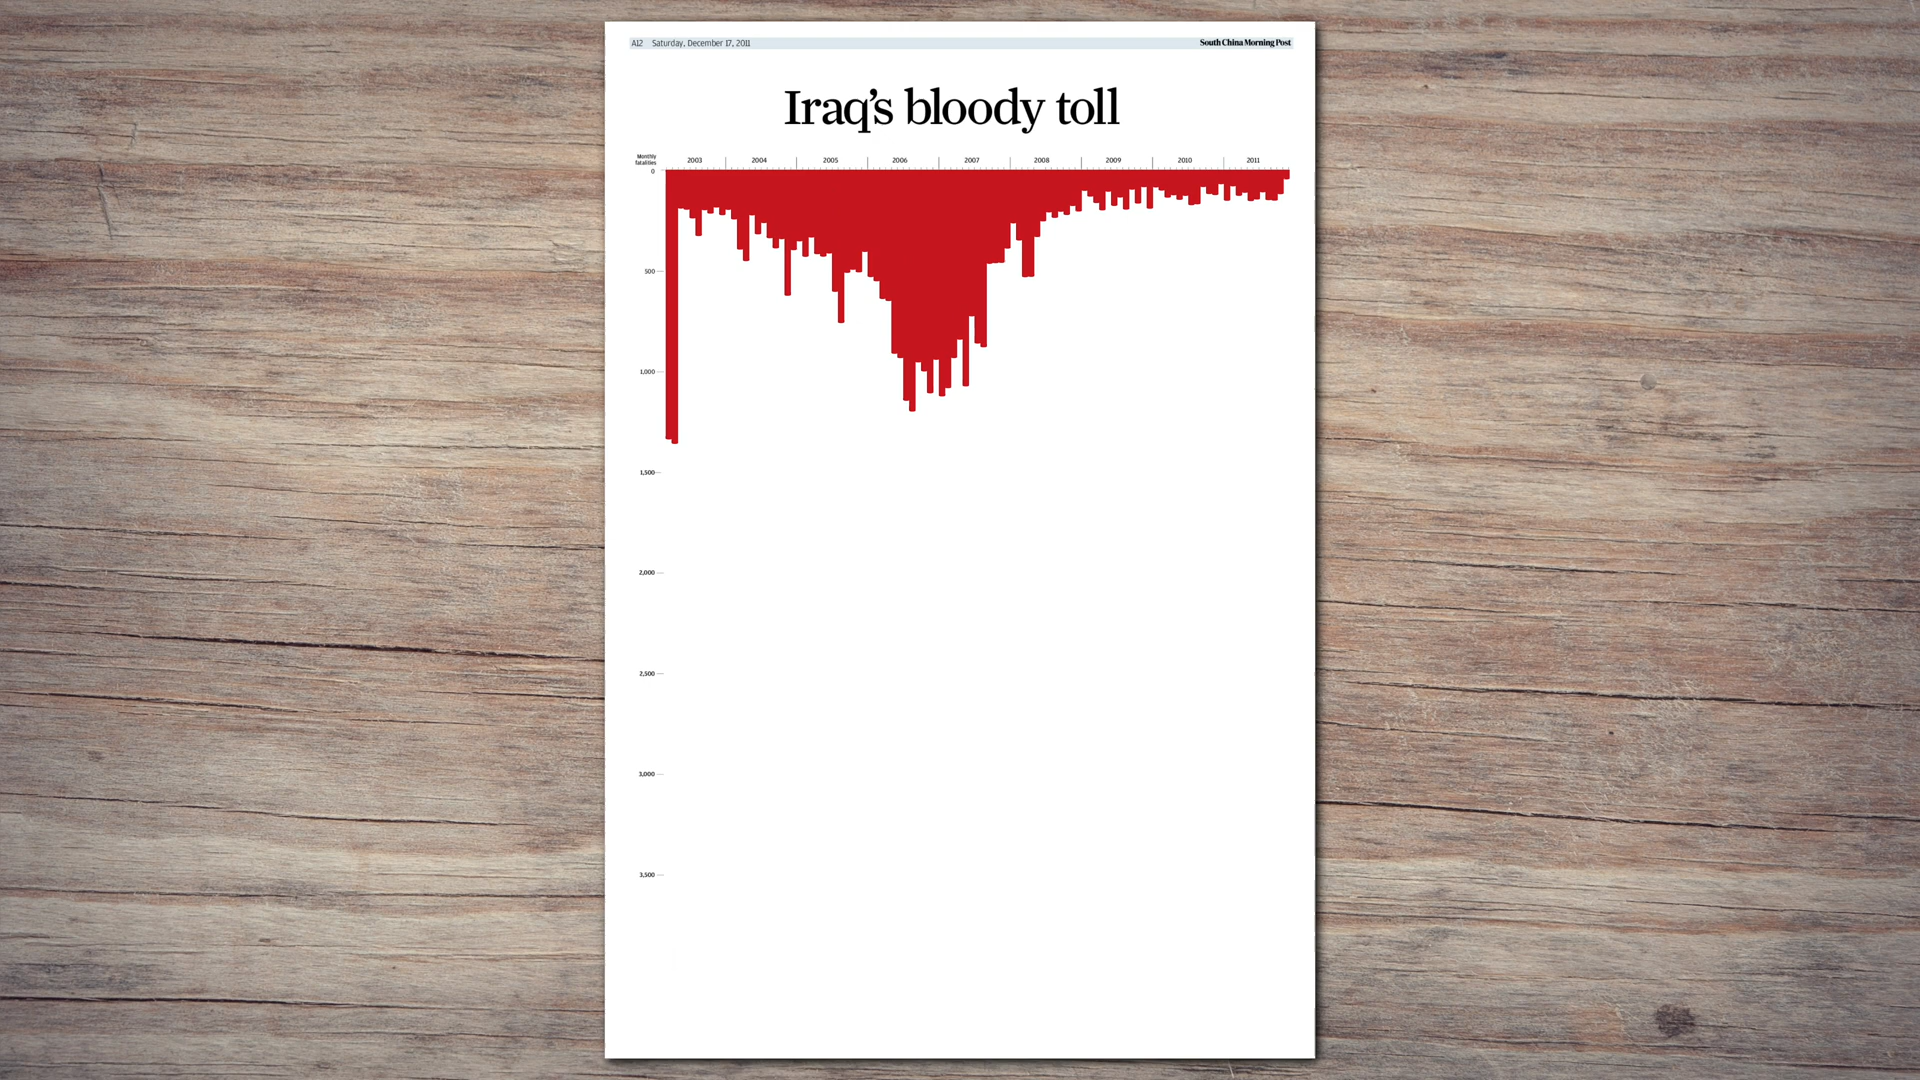 A12 Saturday, December 17, 2011
South China Morning Post
Iraq's bloody toll
Monthly
fatalities
2003 2004 2005 2006 2007 2008 2009 2010 2011
0
500
1,000
1,500
2,000
2,500
3,000
3,500